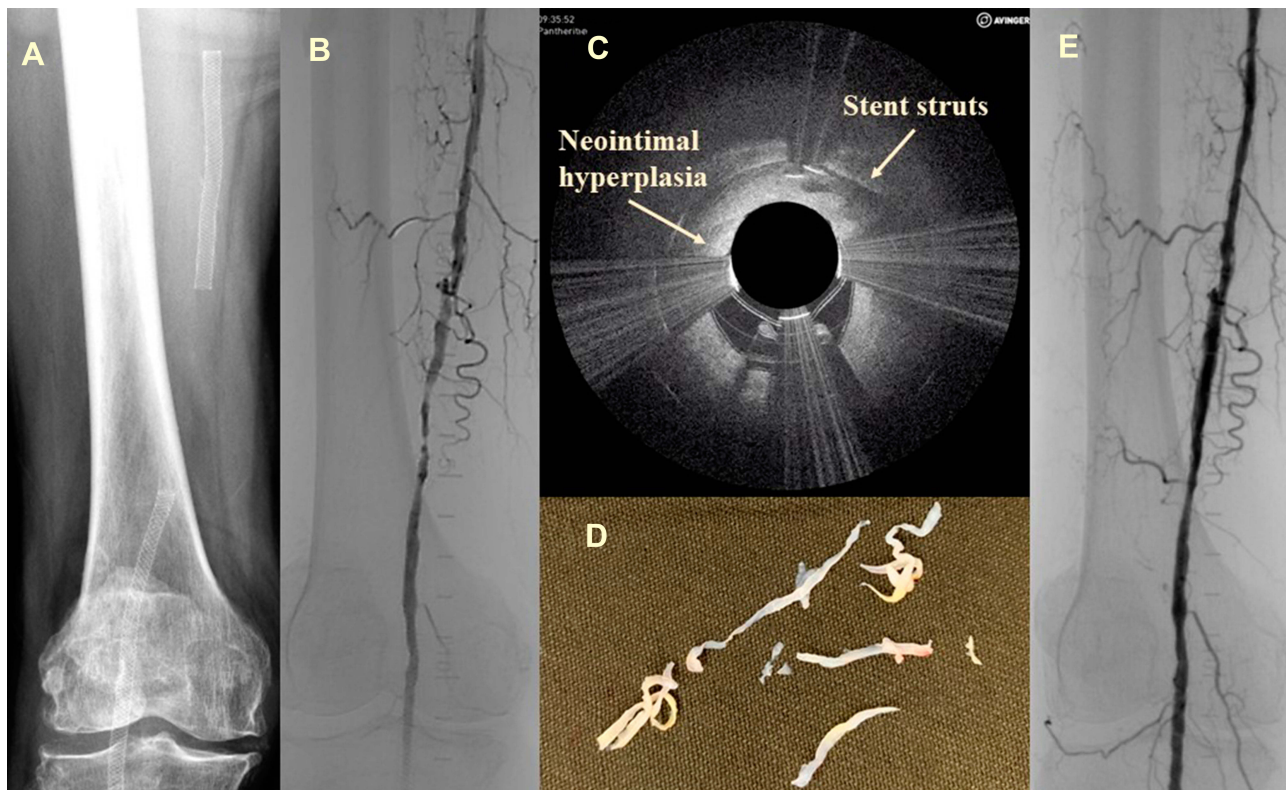 A
B
09:35:52
Pantheris
C
AVINGER
Stent struts
Neointimal
hyperplasia
D
E